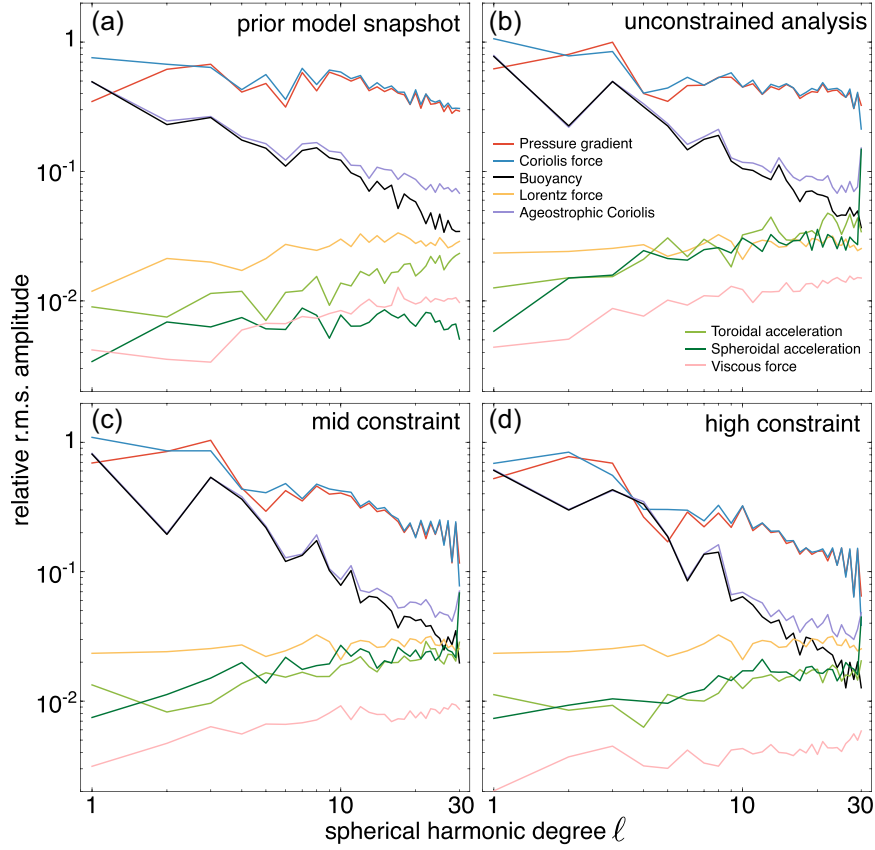 (a) prior model snapshot
(b) unconstrained analysis
1
10⁻¹
10⁻²
Pressure gradient
Coriolis force
Buoyancy
Lorentz force
Ageostrophic Coriolis
Toroidal acceleration
Spheroidal acceleration
Viscous force
relative r.m.s. amplitude
(c) mid constraint
(d) high constraint
1
10⁻¹
10⁻²
1 10 30
1 10 30
spherical harmonic degree ℓ